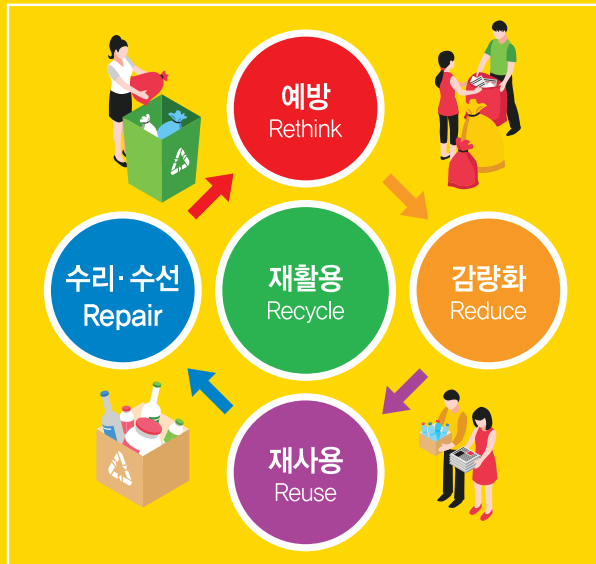 예방
Rethink
수리·수선
Repair
재활용
Recycle
감량화
Reduce
재사용
Reuse